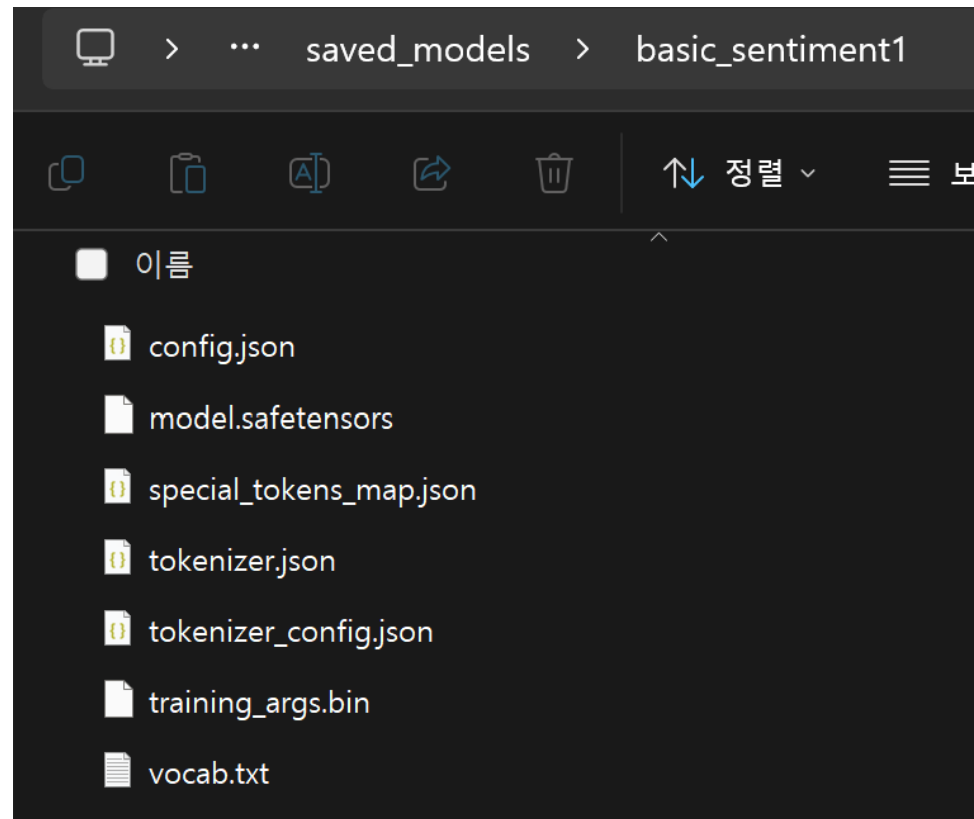 saved_models > basic_sentiment1
정렬 보
이름
config.json
model.safetensors
special_tokens_map.json
tokenizer.json
tokenizer_config.json
training_args.bin
vocab.txt